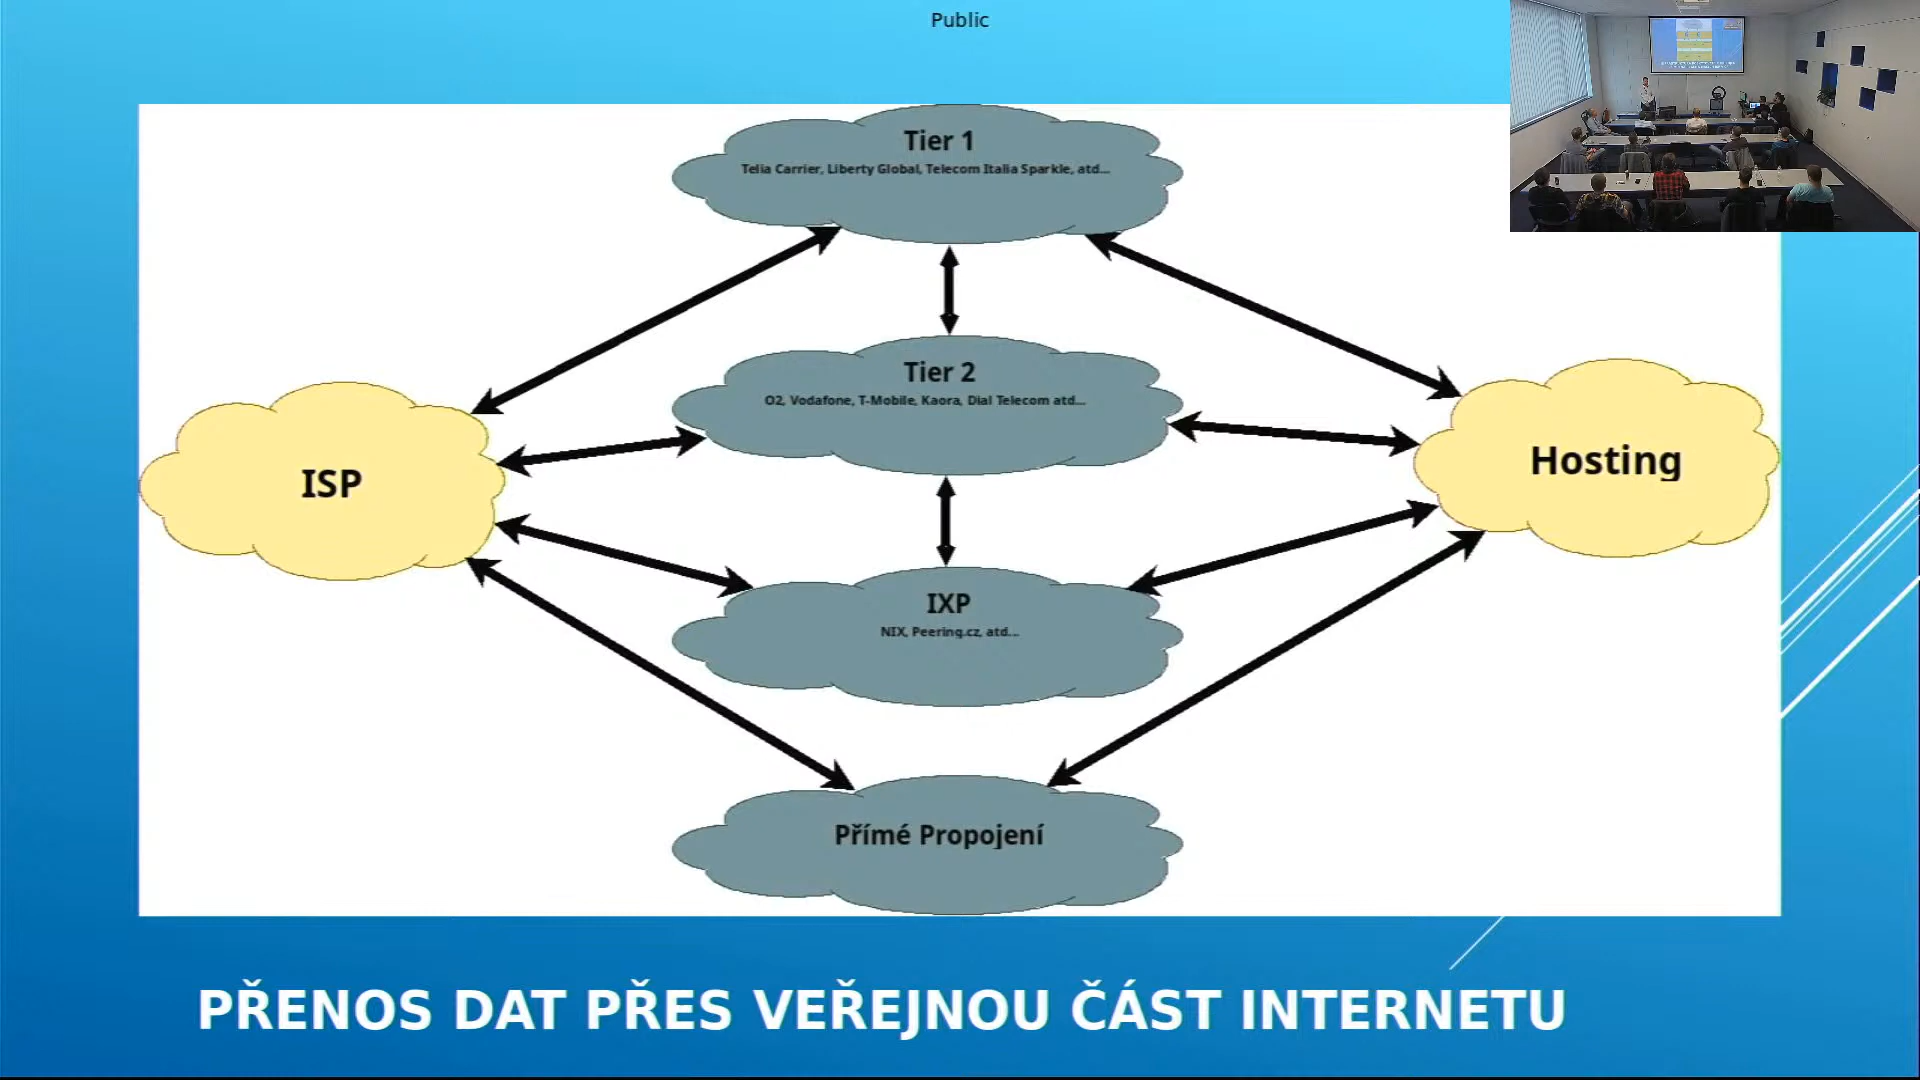 Public
Tier 1
Telia Carrier, Liberty Global, Telecom Italia Sparkle, atd...
Tier 2
O2, Vodafone, T-Mobile, Kaora, Dial Telecom atd...
ISP
Hosting
IXP
NIX, Peering.cz, atd...
Přímé Propojení
PŘENOS DAT PŘES VEŘEJNOU ČÁST INTERNETU